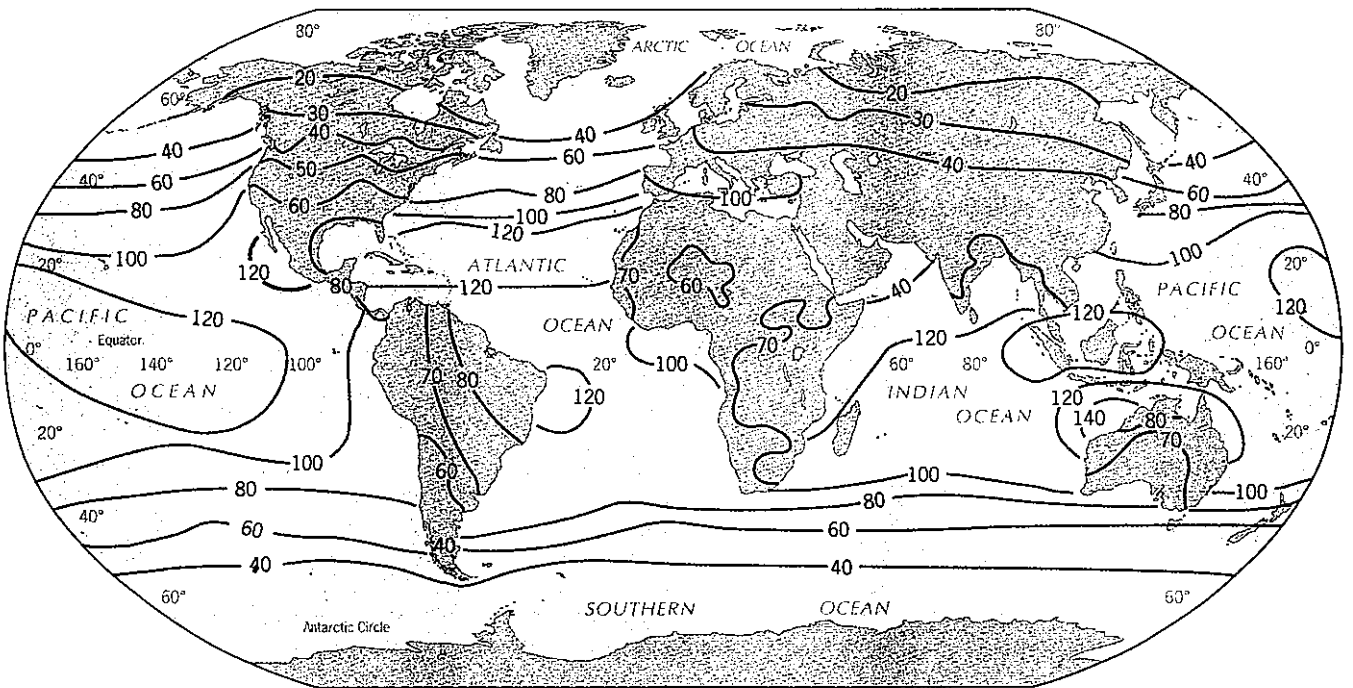 80° 80°
ARCTIC OCEAN
20
60° 20
30 30
40 40 40
40 60 40 40
50
60 40° 60 60 40°
80 60 80 100 80
100 120 100
100 120
20° 120 ATLANTIC 70 60 40 PACIFIC 20°
80 120
PACIFIC 120 OCEAN 120 120
Equator 70 120 OCEAN
0° 160° 140° 120° 100° 20° 100 60° 80° 160° 0°
OCEAN 70 80 INDIAN
120 OCEAN 120
140 80
20° 70 20°
100 60
80 100 100
80
40° 60 60
40
40 40
60° SOUTHERN OCEAN 60°
Antarctic Circle